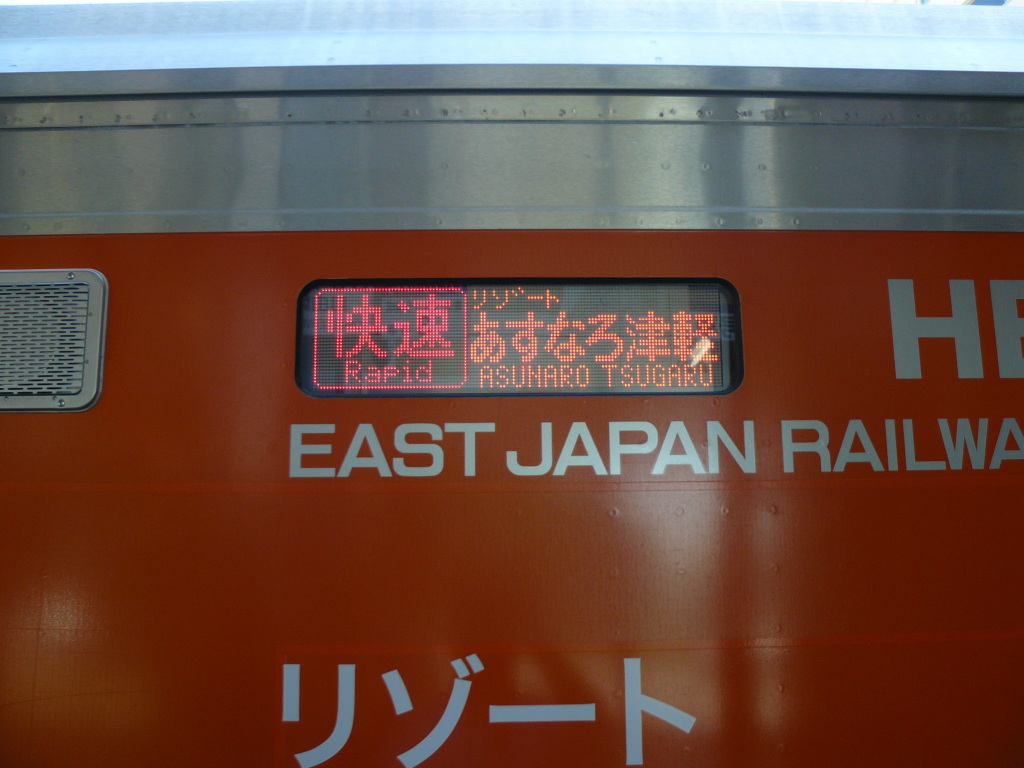 快速
Rapid
リゾート
あすなろ津軽
ASUNARO TSUGARU
HE
EAST JAPAN RAILWA
リゾート